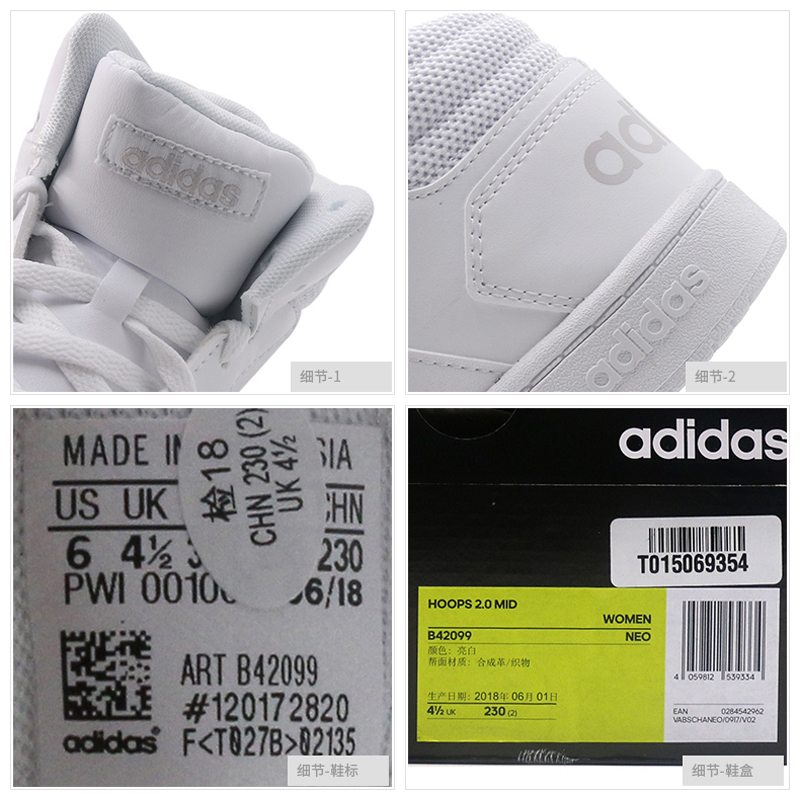 adidas
细节-1
ad
adidas
细节-2
MADE IN SIA
US UK CHN
6 4½ 3 230
PWI 00100 06/18
检18
CHN 230 (2)
UK 4½
ART B42099
#120172820
adidas
F<T027B>02135
细节-鞋标
adidas
T015069354
HOOPS 2.0 MID
WOMEN
B42099
NEO
颜色: 亮白
帮面材质: 合成革/织物
生产日期: 2018年 06月 01日
4½ UK 230 (2)
4 059812 539334
EAN 0284542962
VABSCHANEO/0917/V02
细节-鞋盒